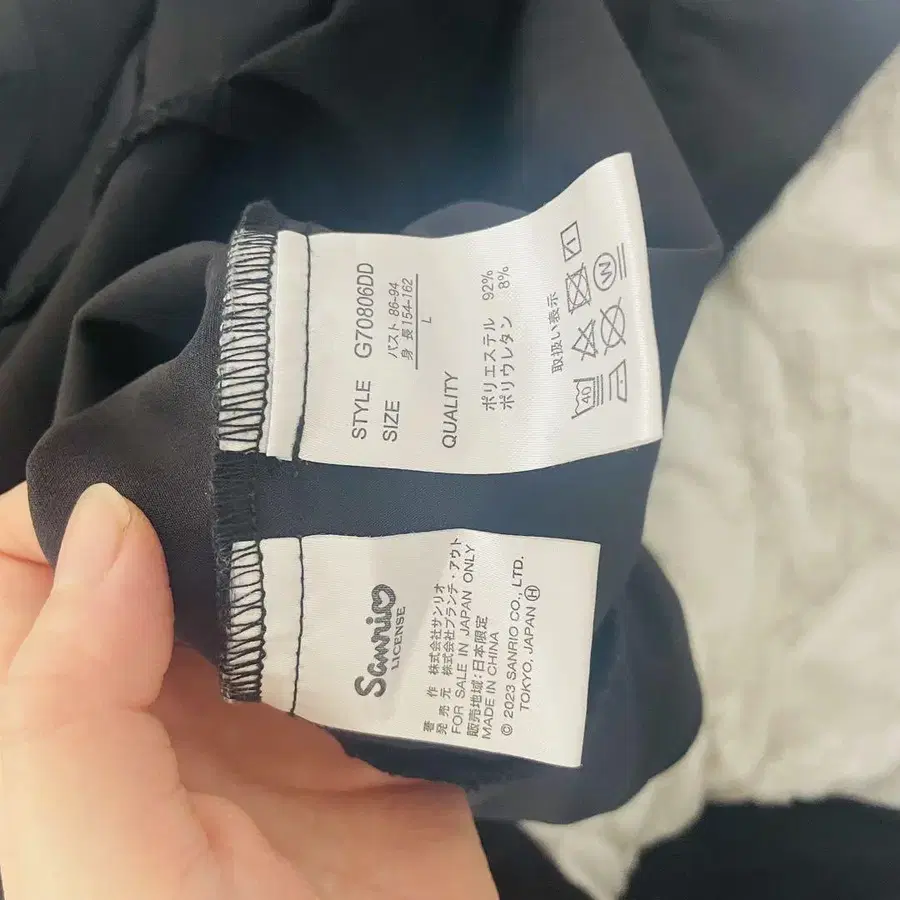 STYLE G70806DD
SIZE バスト 86-94
身 長 154-162
L
QUALITY
ポリエステル 92%
ポリウレタン 8%
取扱い表示
40
W
Sanrio
LICENSE
著 作 株式会社サンリオ
発 売 元 株式会社ブランチ・アウト
FOR SALE IN JAPAN ONLY
販売地域:日本限定
MADE IN CHINA
© 2023 SANRIO CO., LTD.
TOKYO, JAPAN Ⓗ